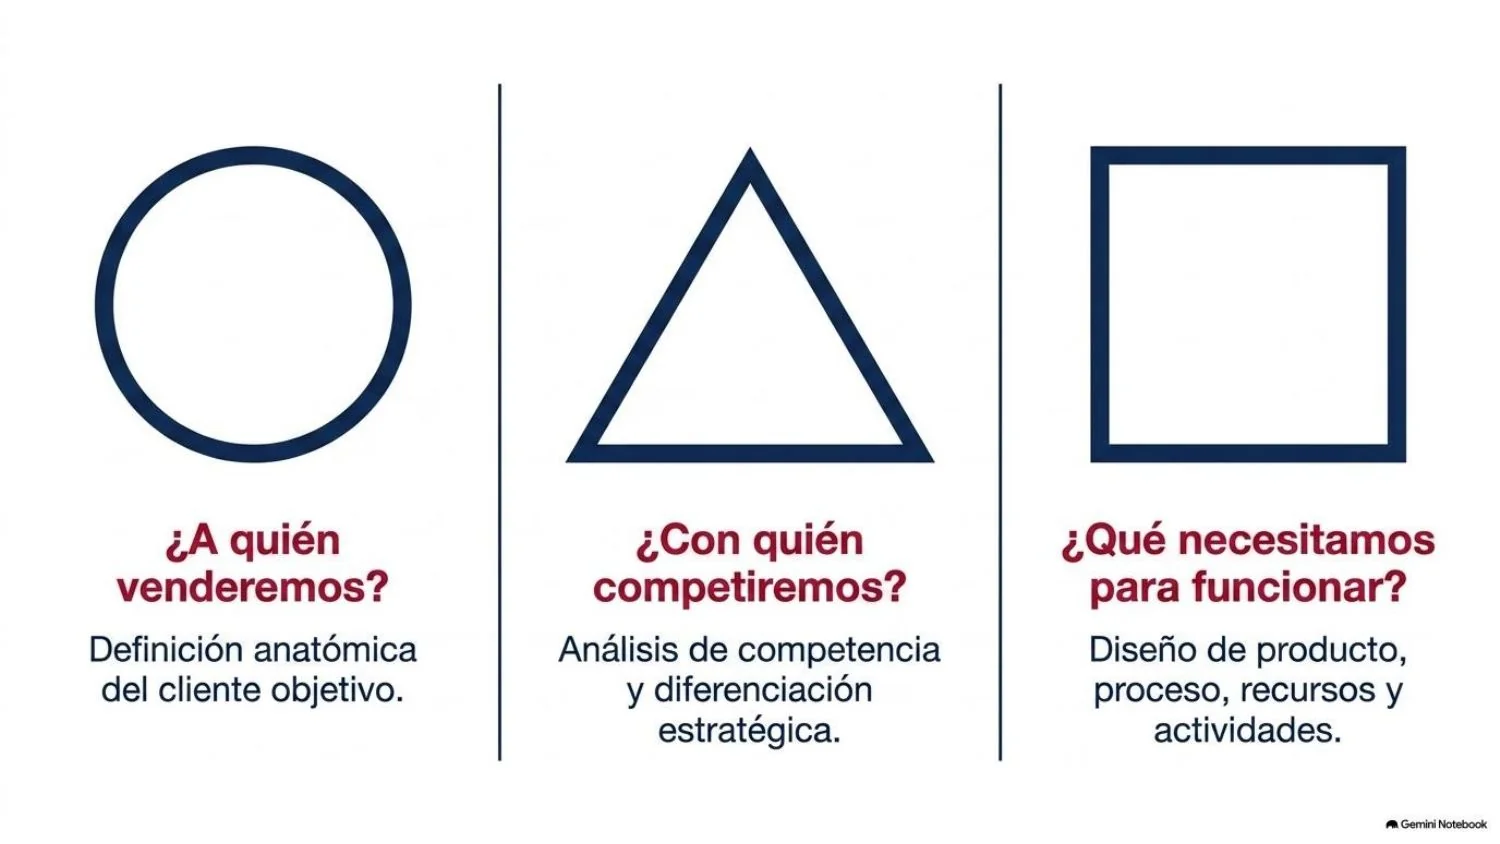 ¿A quién
venderemos?
Definición anatómica
del cliente objetivo.
¿Con quién
competiremos?
Análisis de competencia
y diferenciación
estratégica.
¿Qué necesitamos
para funcionar?
Diseño de producto,
proceso, recursos y
actividades.
Gemini Notebook